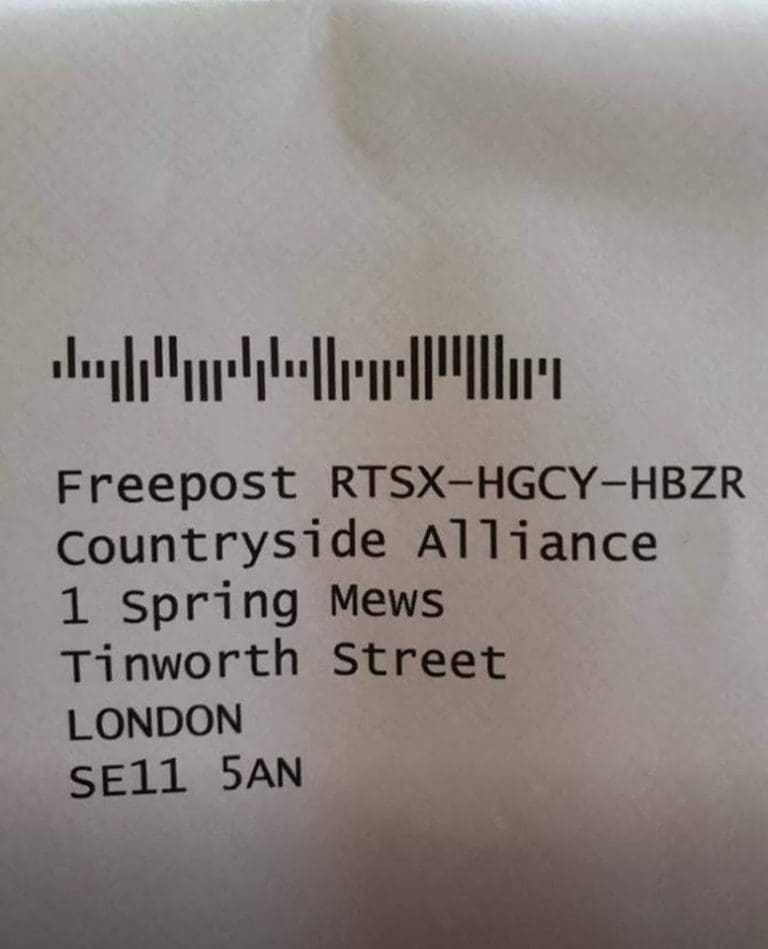 Freepost RTSX-HGCY-HBZR
Countryside Alliance
1 Spring Mews
Tinworth Street
LONDON
SE11 5AN